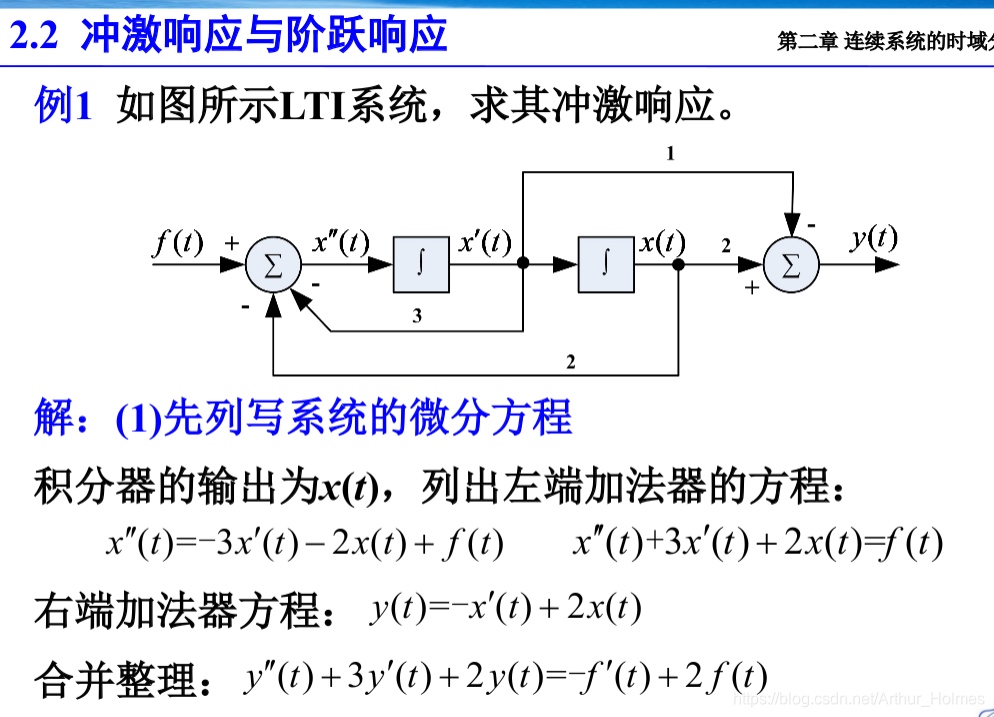 2.2 冲激响应与阶跃响应
第二章 连续系统的时域
例1 如图所示LTI系统，求其冲激响应。
1
f(t) + x″(t) ∫ x′(t) ∫ x(t) 2 - y(t)
Σ Σ
- - +
3
2
解：(1)先列写系统的微分方程
积分器的输出为x(t)，列出左端加法器的方程：
x″(t)=-3x′(t)-2x(t)+f(t) x″(t)+3x′(t)+2x(t)=f(t)
右端加法器方程： y(t)=-x′(t)+2x(t)
合并整理： y″(t)+3y′(t)+2y(t)=-f′(t)+2f(t)
https://blog.csdn.net/Arthur_Holmes